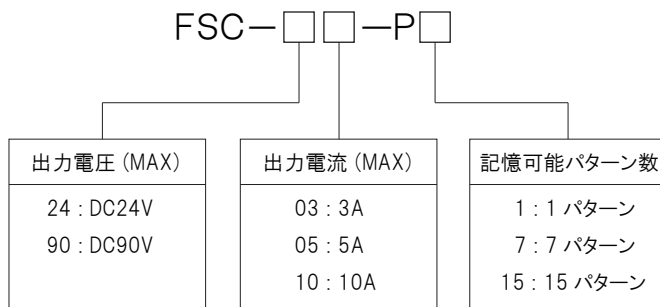 FSC－□□－P□
出力電圧 (MAX)
24 : DC24V
90 : DC90V
出力電流 (MAX)
03 : 3A
05 : 5A
10 : 10A
記憶可能パターン数
1 : 1 パターン
7 : 7 パターン
15 : 15 パターン